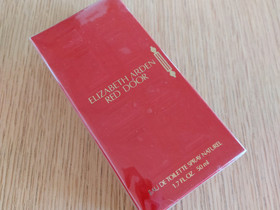 ELIZABETH ARDEN
RED DOOR
EAU DE TOILETTE SPRAY NATUREL
1.7 FL.OZ. 50 ml